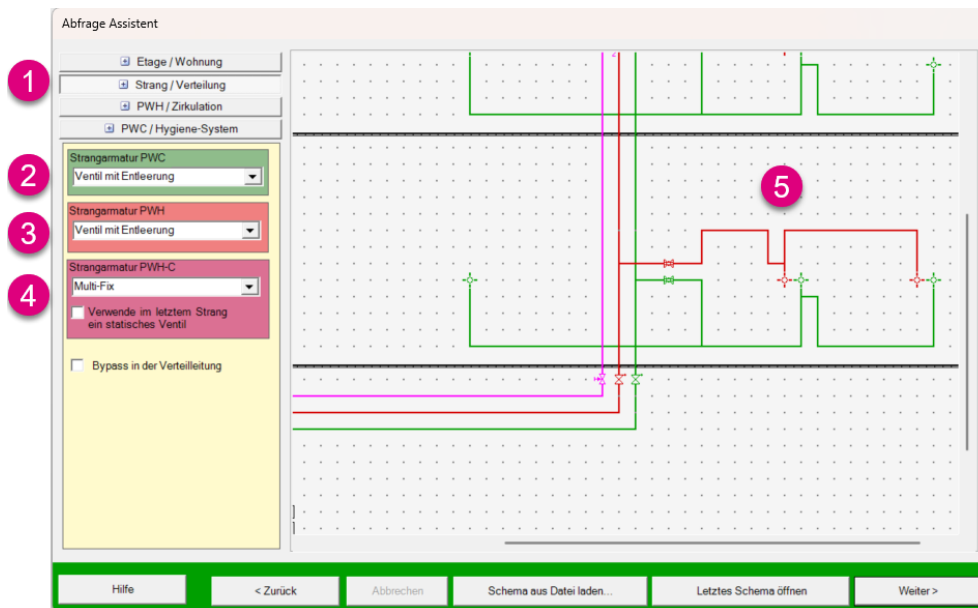 Abfrage Assistent
1
Etage / Wohnung
Strang / Verteilung
PWH / Zirkulation
PWC / Hygiene-System
2
Strangarmatur PWC
Ventil mit Entleerung
3
Strangarmatur PWH
Ventil mit Entleerung
4
Strangarmatur PWH-C
Multi-Fix
Verwende im letztem Strang
ein statisches Ventil
Bypass in der Verteilleitung
5
Hilfe
< Zurück
Abbrechen
Schema aus Datei laden...
Letztes Schema öffnen
Weiter >